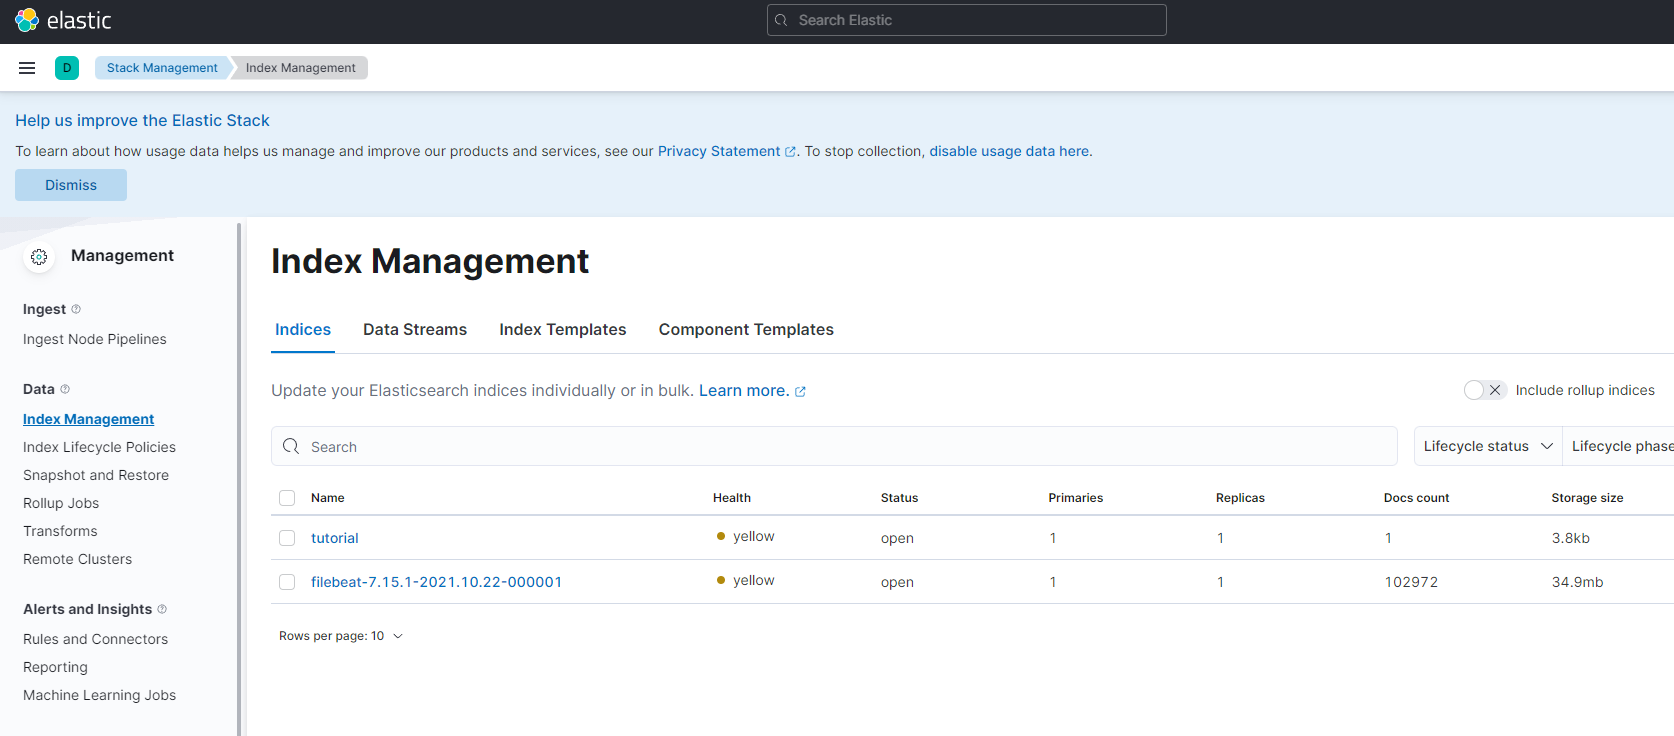 elastic
Search Elastic
D
Stack Management
Index Management
Help us improve the Elastic Stack
To learn about how usage data helps us manage and improve our products and services, see our Privacy Statement. To stop collection, disable usage data here.
Dismiss
Management
Ingest
Ingest Node Pipelines
Data
Index Management
Index Lifecycle Policies
Snapshot and Restore
Rollup Jobs
Transforms
Remote Clusters
Alerts and Insights
Rules and Connectors
Reporting
Machine Learning Jobs
Index Management
Indices Data Streams Index Templates Component Templates
Update your Elasticsearch indices individually or in bulk. Learn more.
Include rollup indices
Search
Lifecycle status Lifecycle phase
Name Health Status Primaries Replicas Docs count Storage size
tutorial yellow open 1 1 1 3.8kb
filebeat-7.15.1-2021.10.22-000001 yellow open 1 1 102972 34.9mb
Rows per page: 10